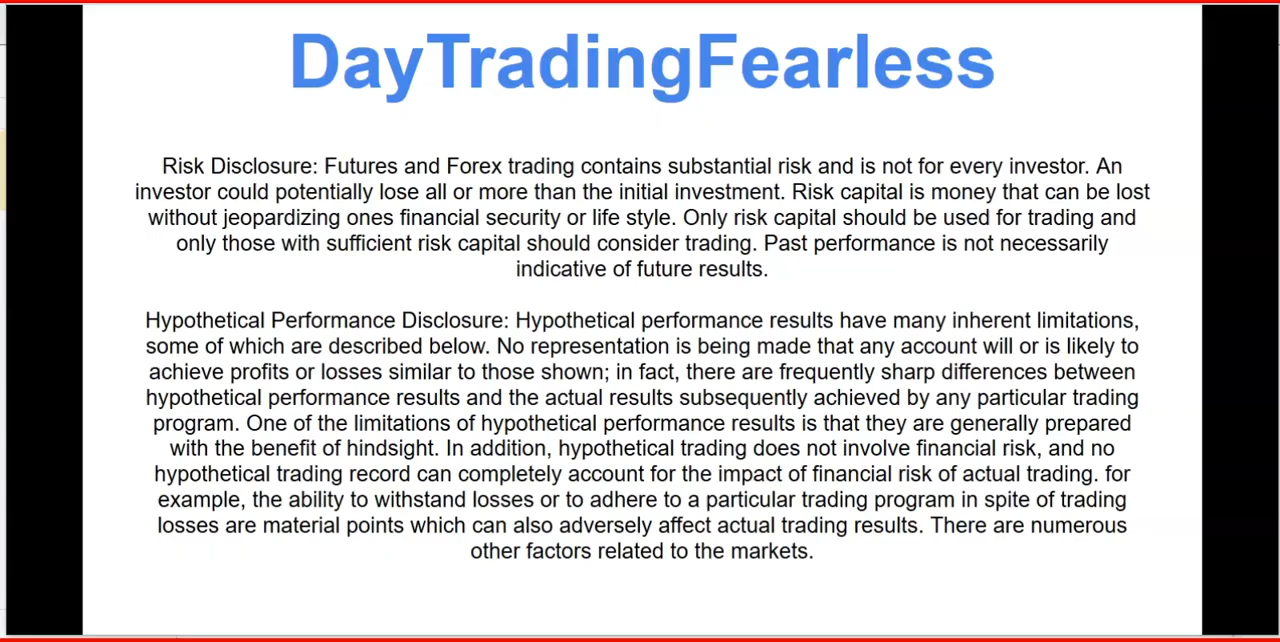 DayTradingFearless
Risk Disclosure: Futures and Forex trading contains substantial risk and is not for every investor. An
investor could potentially lose all or more than the initial investment. Risk capital is money that can be lost
without jeopardizing ones financial security or life style. Only risk capital should be used for trading and
only those with sufficient risk capital should consider trading. Past performance is not necessarily
indicative of future results.
Hypothetical Performance Disclosure: Hypothetical performance results have many inherent limitations,
some of which are described below. No representation is being made that any account will or is likely to
achieve profits or losses similar to those shown; in fact, there are frequently sharp differences between
hypothetical performance results and the actual results subsequently achieved by any particular trading
program. One of the limitations of hypothetical performance results is that they are generally prepared
with the benefit of hindsight. In addition, hypothetical trading does not involve financial risk, and no
hypothetical trading record can completely account for the impact of financial risk of actual trading. for
example, the ability to withstand losses or to adhere to a particular trading program in spite of trading
losses are material points which can also adversely affect actual trading results. There are numerous
other factors related to the markets.